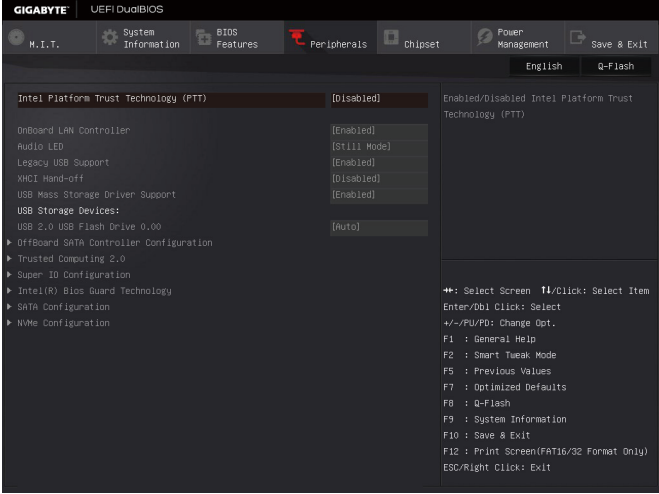 GIGABYTE™ UEFI DualBIOS
M.I.T.
System Information
BIOS Features
Peripherals
Chipset
Power Management
Save & Exit
English
Q-Flash
Intel Platform Trust Technology (PTT) [Disabled]
OnBoard LAN Controller [Enabled]
Audio LED [Still Mode]
Legacy USB Support [Enabled]
XHCI Hand-off [Disabled]
USB Mass Storage Driver Support [Enabled]
USB Storage Devices:
USB 2.0 USB Flash Drive 0.00 [Auto]
OffBoard SATA Controller Configuration
Trusted Computing 2.0
Super IO Configuration
Intel(R) Bios Guard Technology
SATA Configuration
NVMe Configuration
Enabled/Disabled Intel Platform Trust
Technology (PTT)
→←: Select Screen ↑↓/Click: Select Item
Enter/Dbl Click: Select
+/-/PU/PD: Change Opt.
F1 : General Help
F2 : Smart Tweak Mode
F5 : Previous Values
F7 : Optimized Defaults
F8 : Q-Flash
F9 : System Information
F10 : Save & Exit
F12 : Print Screen(FAT16/32 Format Only)
ESC/Right Click: Exit